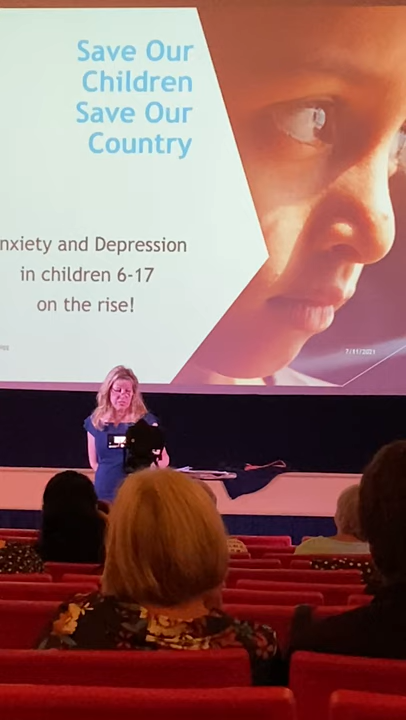 Save Our
Children
Save Our
Country
nxiety and Depression
in children 6-17
on the rise!
7/11/2021